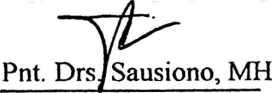 Pnt. Drs. Sausiono, MH